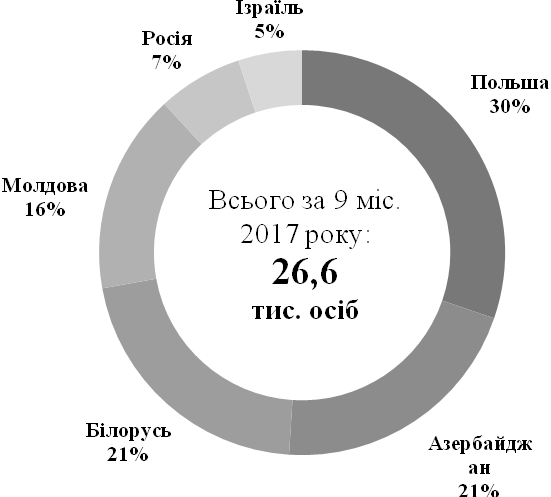 Ізраїль
5%
Росія
7%
Польша
30%
Молдова
16%
Всього за 9 міс.
2017 року:
26,6
тис. осіб
Білорусь
21%
Азербайдж
ан
21%